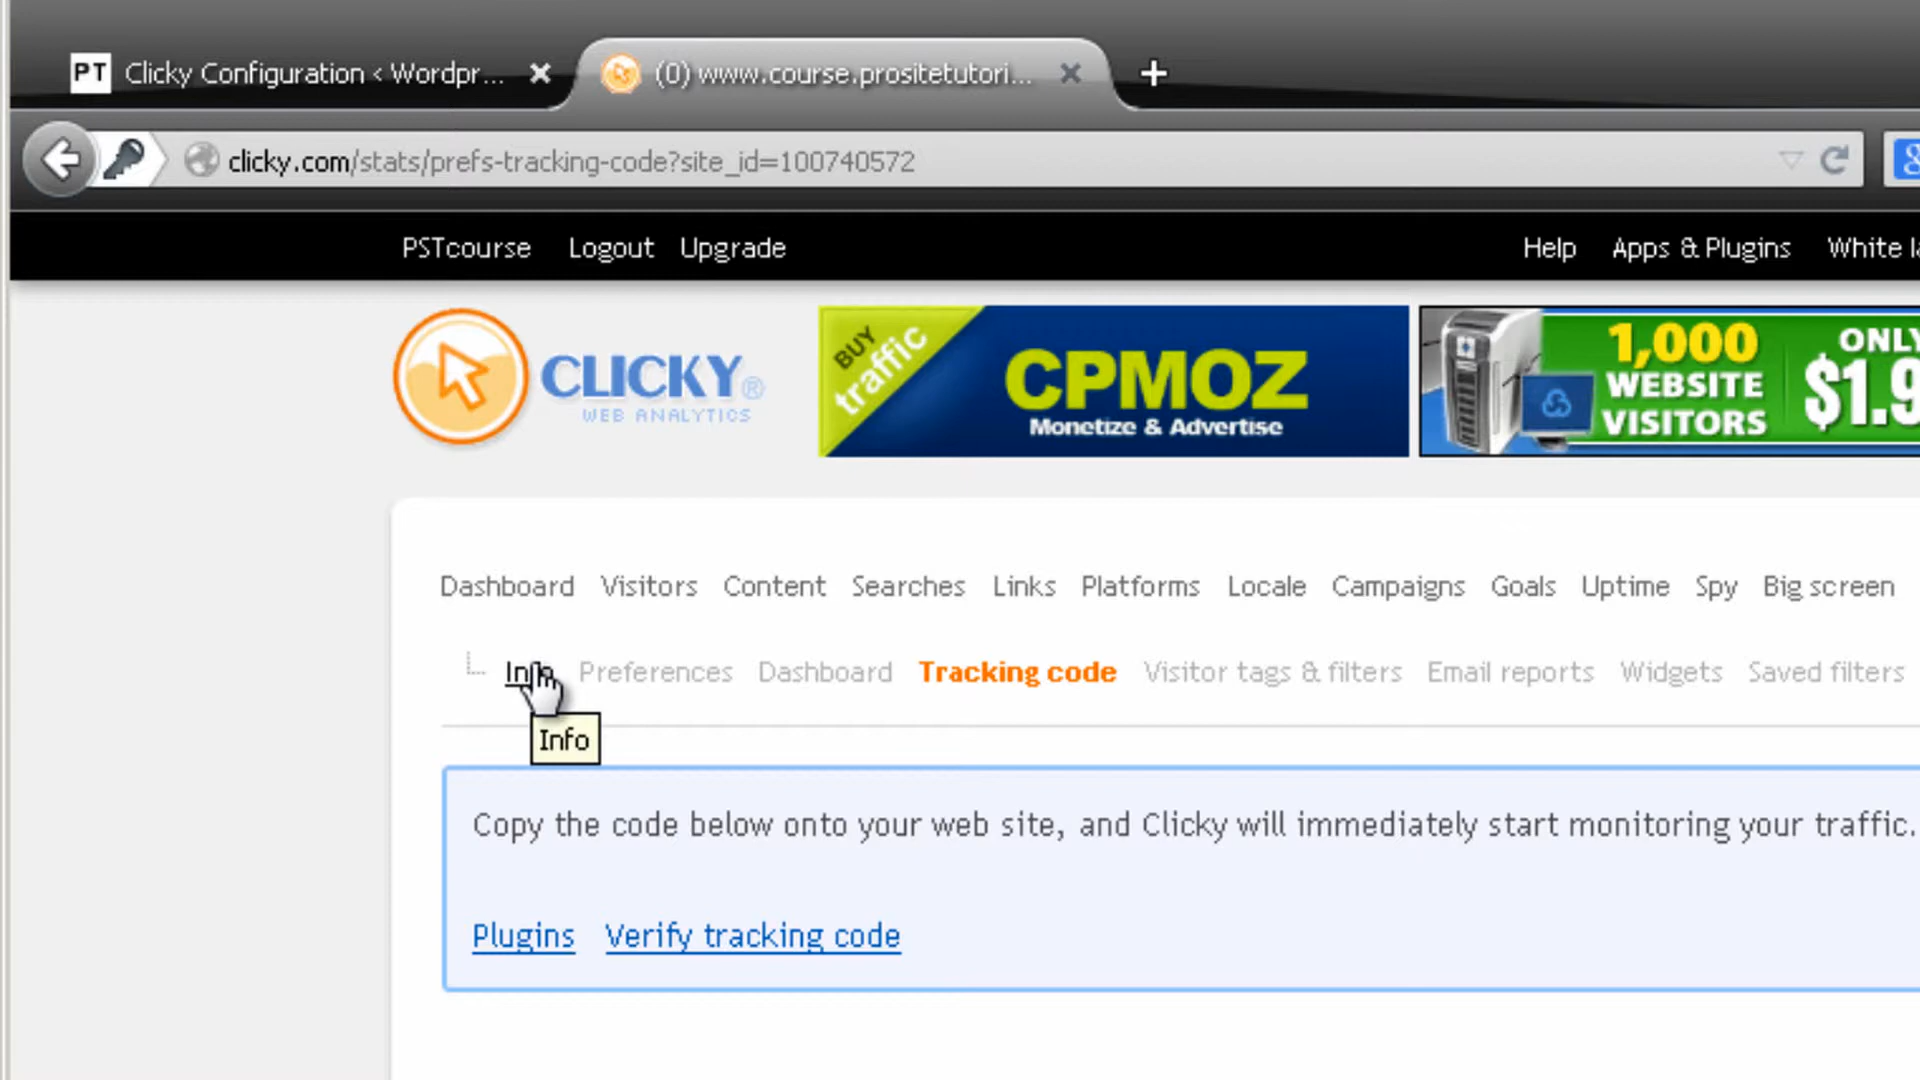 PT Clicky Configuration < Wordpr... (0) www.course.prositetutori...
clicky.com/stats/prefs-tracking-code?site_id=100740572
PSTcourse Logout Upgrade Help Apps & Plugins White
CLICKY®
WEB ANALYTICS
BUY
traffic
CPMOZ
Monetize & Advertise
1,000
WEBSITE
VISITORS
ONLY
$1.9
Dashboard Visitors Content Searches Links Platforms Locale Campaigns Goals Uptime Spy Big screen
Info Preferences Dashboard Tracking code Visitor tags & filters Email reports Widgets Saved filters
Info
Copy the code below onto your web site, and Clicky will immediately start monitoring your traffic.
Plugins Verify tracking code